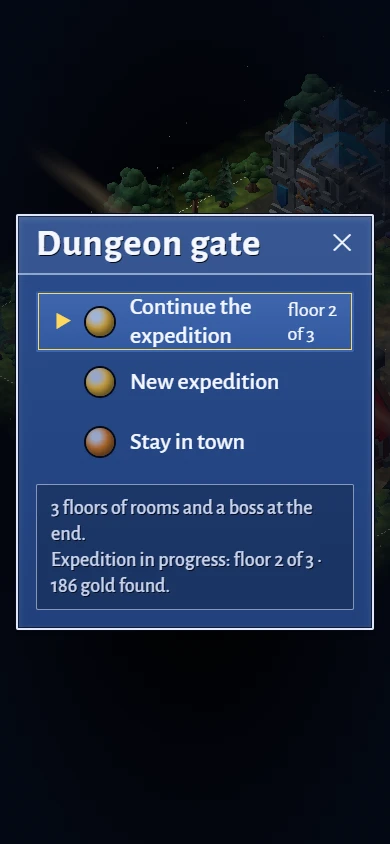 Dungeon gate
Continue the
expedition
floor 2
of 3
New expedition
Stay in town
3 floors of rooms and a boss at the
end.
Expedition in progress: floor 2 of 3 ·
186 gold found.